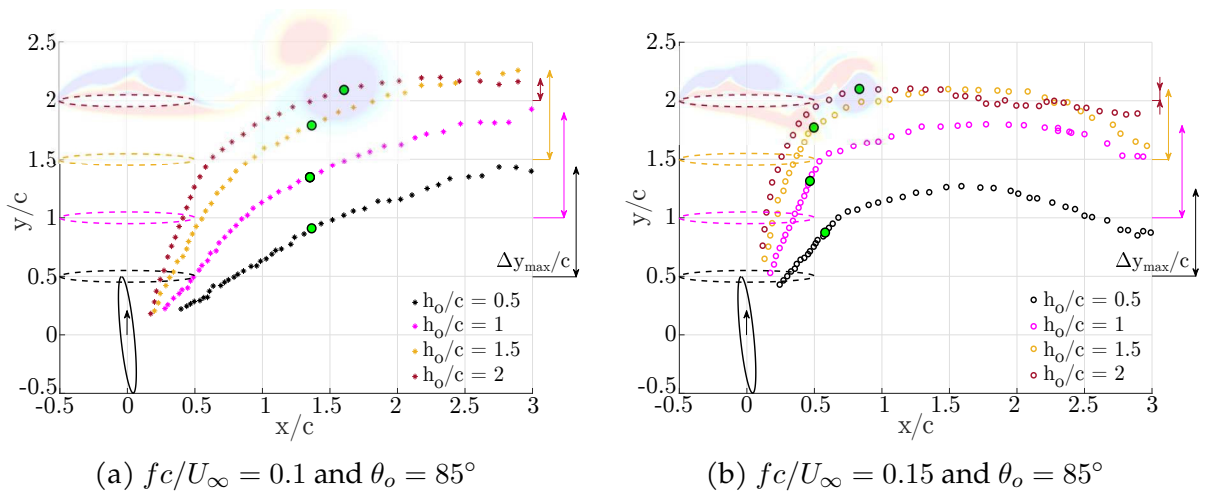 2.5
2
1.5
1
0.5
0
-0.5
y/c
-0.5 0 0.5 1 1.5 2 2.5 3
x/c
Δy_max/c
h_o/c = 0.5
h_o/c = 1
h_o/c = 1.5
h_o/c = 2
(a) fc/U_∞ = 0.1 and θ_o = 85°
2.5
2
1.5
1
0.5
0
-0.5
y/c
-0.5 0 0.5 1 1.5 2 2.5 3
x/c
Δy_max/c
h_o/c = 0.5
h_o/c = 1
h_o/c = 1.5
h_o/c = 2
(b) fc/U_∞ = 0.15 and θ_o = 85°